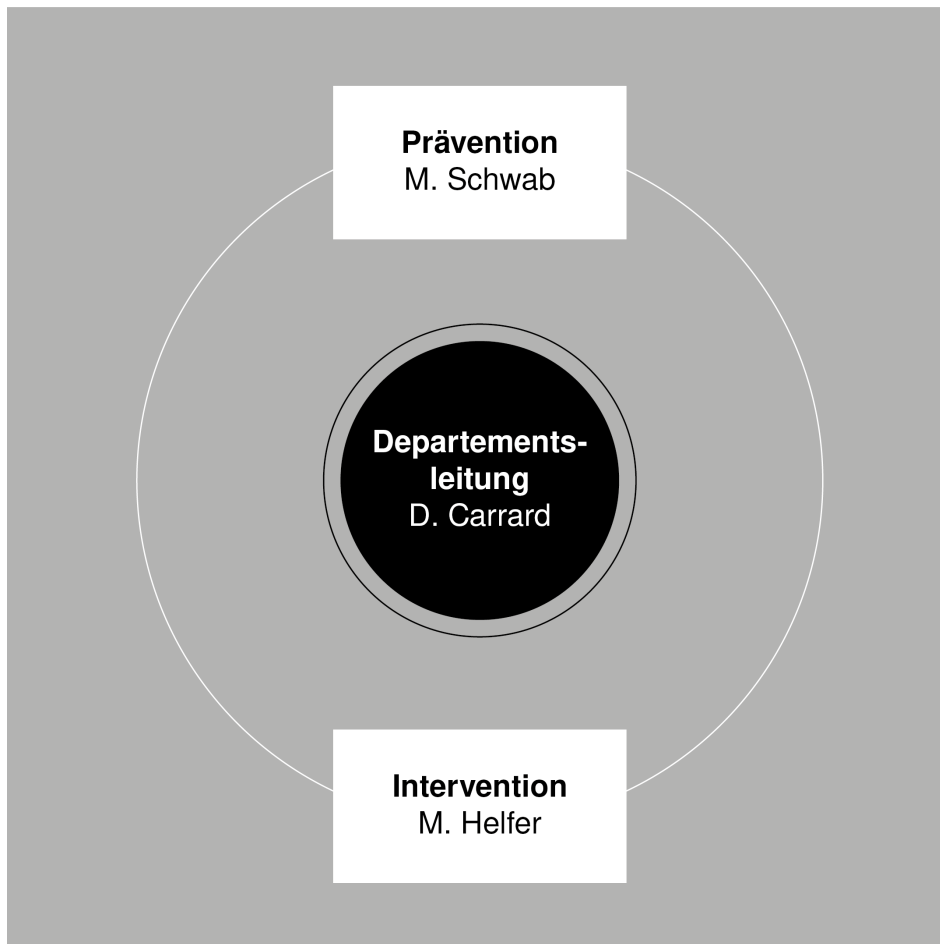 Prävention
M. Schwab
Departements-
leitung
D. Carrard
Intervention
M. Helfer